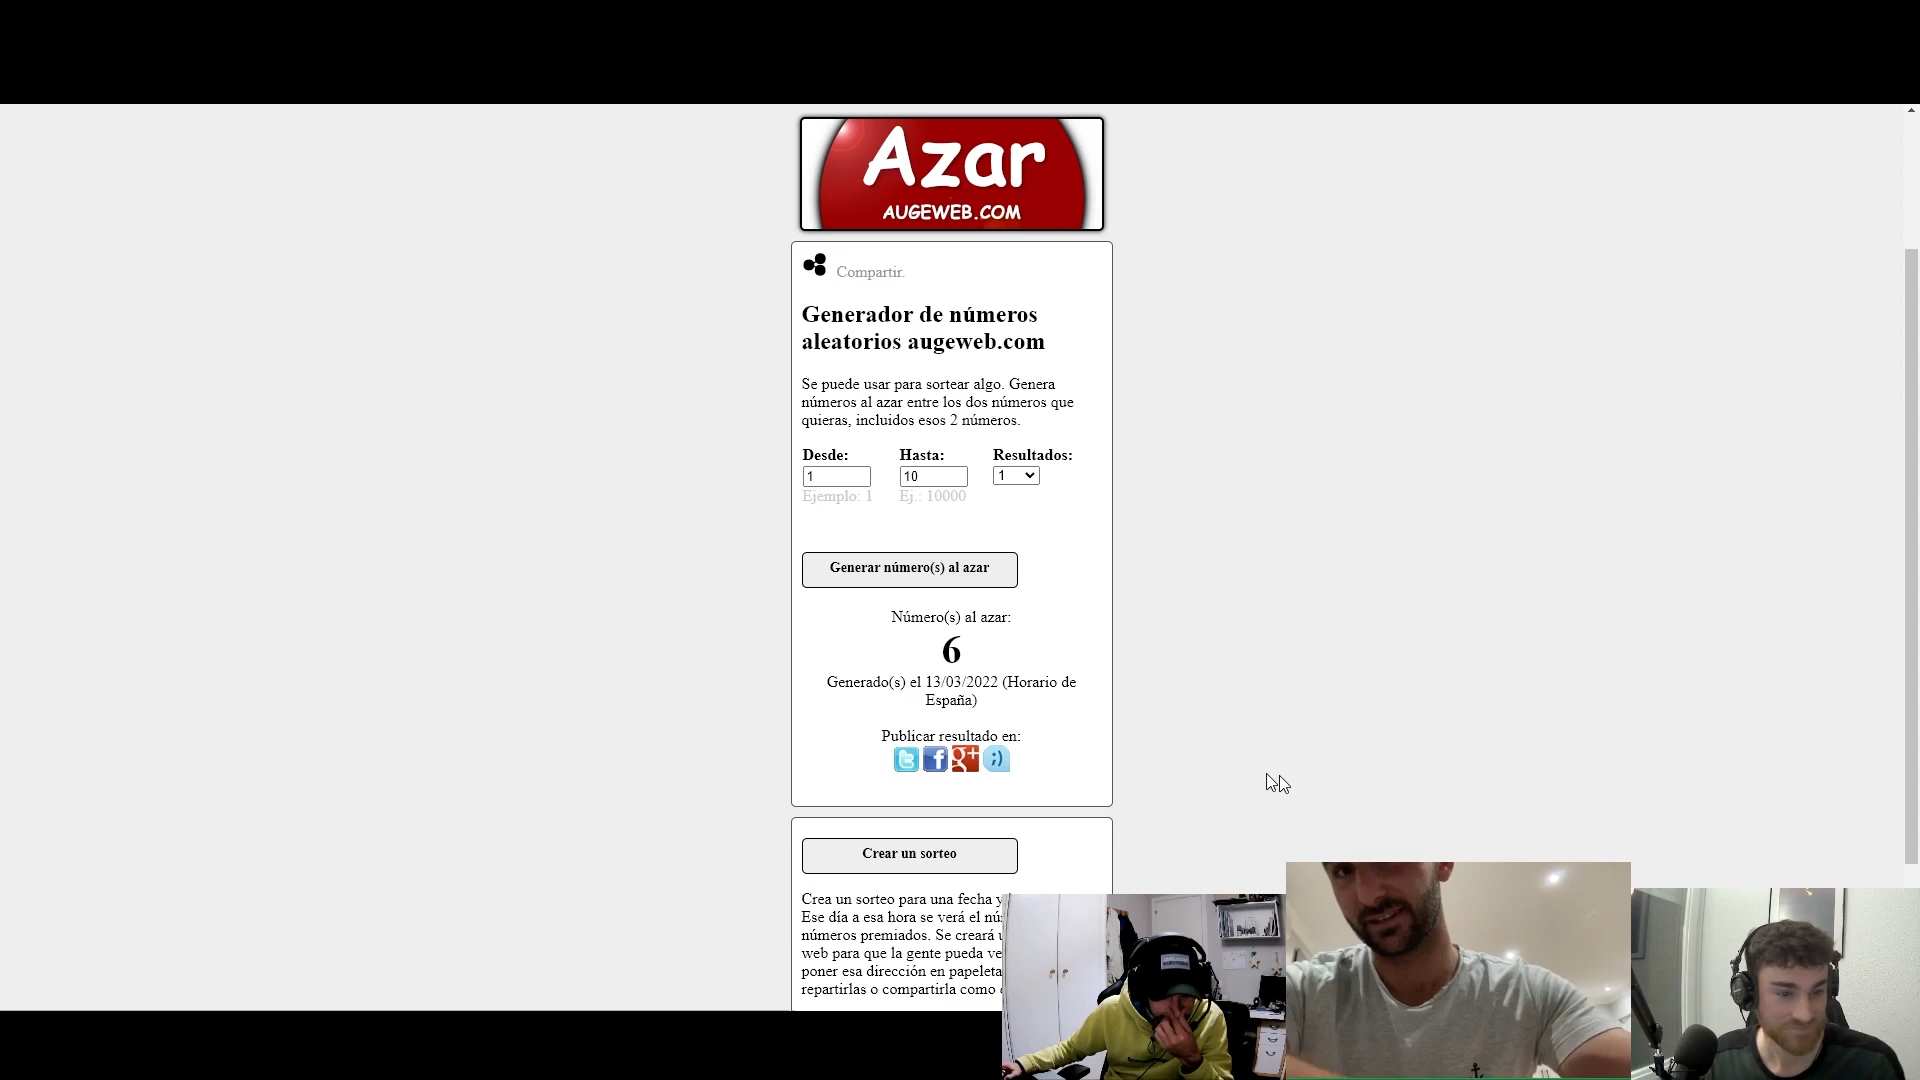 Azar
AUGEWEB.COM
Compartir.
Generador de números
aleatorios augeweb.com
Se puede usar para sortear algo. Genera
números al azar entre los dos números que
quieras, incluidos esos 2 números.
Desde: Hasta: Resultados:
1 10 1
Ejemplo: 1 Ej.: 10000
Generar número(s) al azar
Número(s) al azar:
6
Generado(s) el 13/03/2022 (Horario de
España)
Publicar resultado en:
Crear un sorteo
Crea un sorteo para una fecha y
Ese día a esa hora se verá el
números premiados. Se creará
web para que la gente pueda
poner esa dirección en
repartirlas o compartirla como